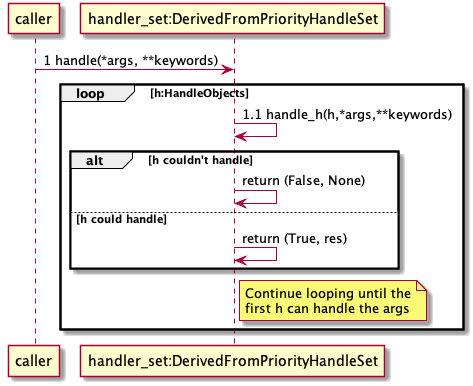 caller
handler_set:DerivedFromPriorityHandleSet
1 handle(*args, **keywords)
loop [h:HandleObjects]
1.1 handle_h(h,*args,**keywords)
alt [h couldn't handle]
return (False, None)
[h could handle]
return (True, res)
Continue looping until the
first h can handle the args
caller
handler_set:DerivedFromPriorityHandleSet